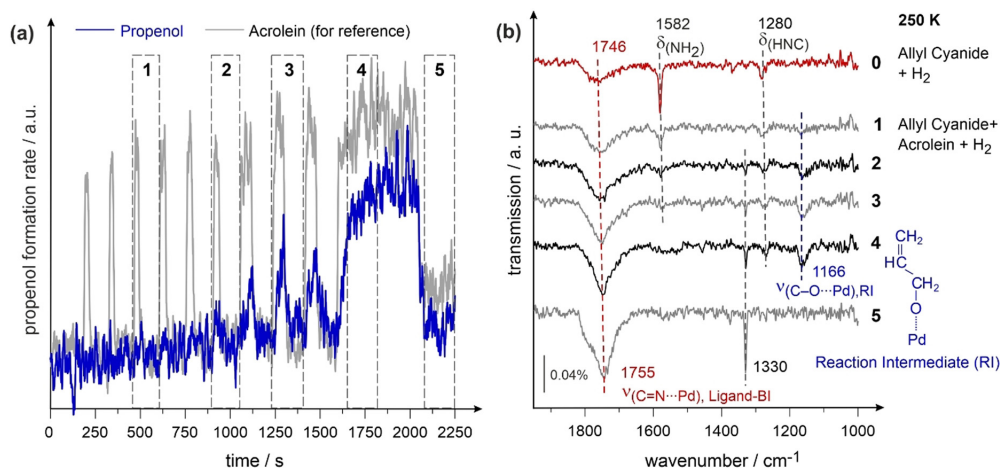 (a)
Propenol
Acrolein (for reference)
1
2
3
4
5
propenol formation rate / a.u.
0
250
500
750
1000
1250
1500
1750
2000
2250
time / s
(b)
1746
1582
δ(NH2)
1280
δ(HNC)
250 K
0
Allyl Cyanide
+ H2
1
Allyl Cyanide+
Acrolein + H2
2
3
4
1166
ν(C–O···Pd),RI
5
0.04%
1755
ν(C=N···Pd), Ligand-BI
1330
CH2
HC
CH2
O
Pd
Reaction Intermediate (RI)
transmission / a. u.
1800
1600
1400
1200
1000
wavenumber / cm-1